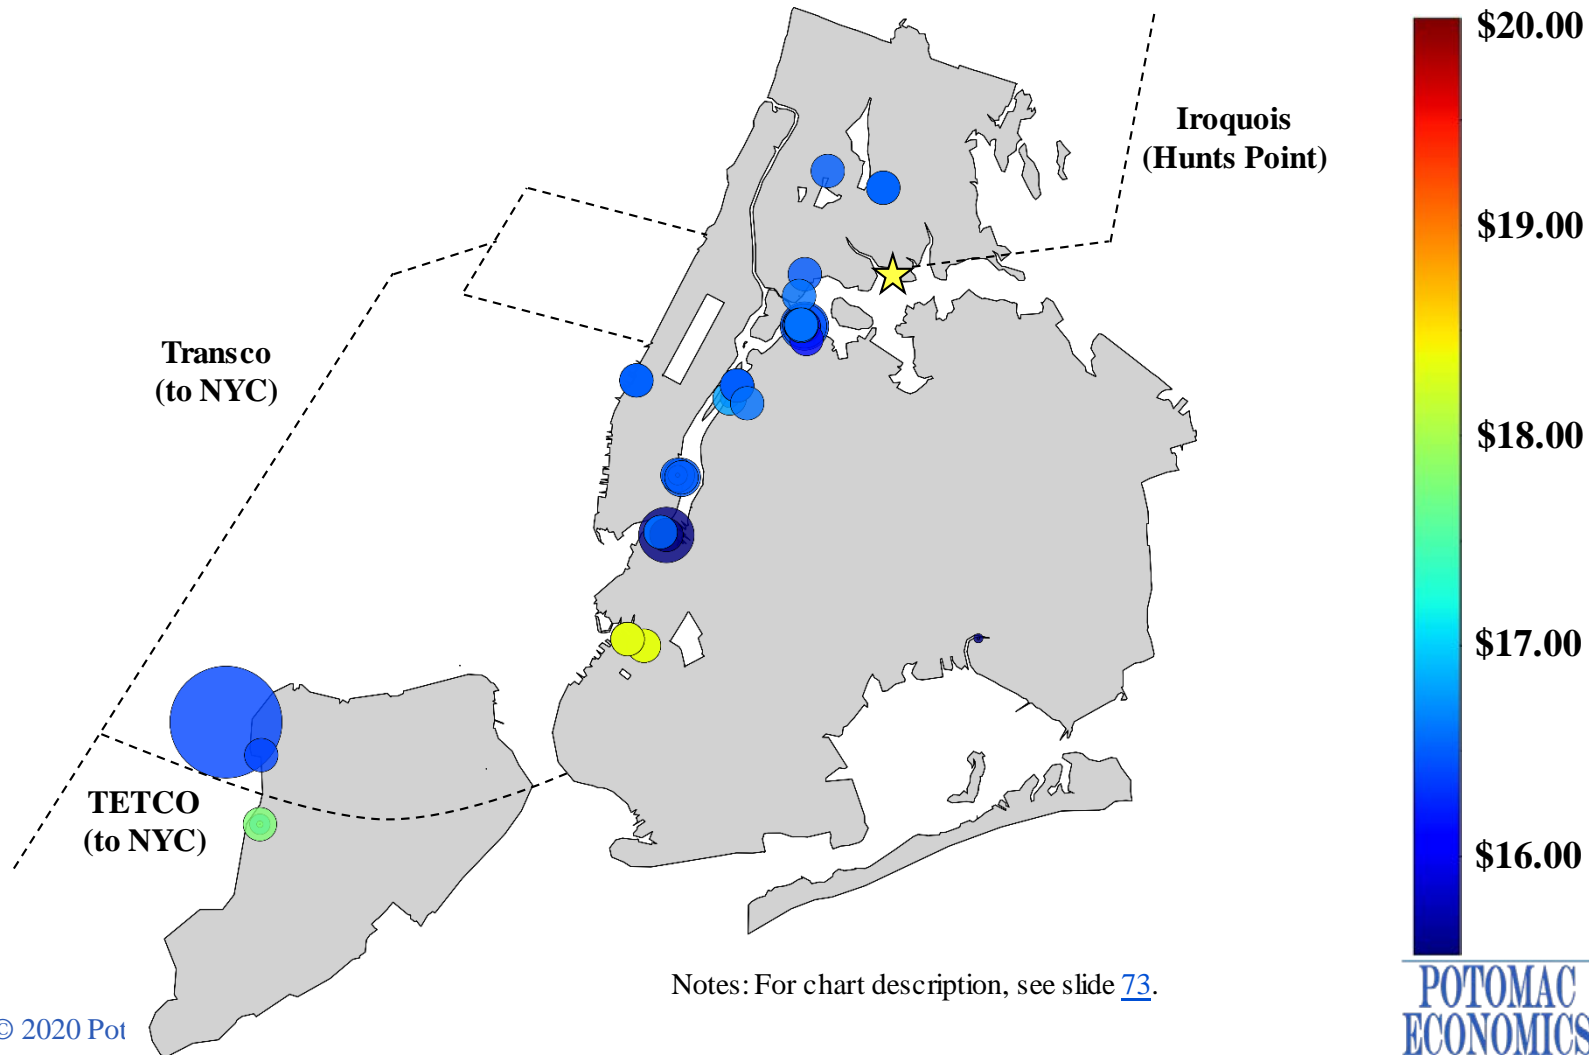 $20.00
Iroquois
(Hunts Point)
$19.00
Transco
(to NYC)
$18.00
$17.00
TETCO
(to NYC)
$16.00
Notes: For chart description, see slide 73.
© 2020 Pot
POTOMAC
ECONOMICS